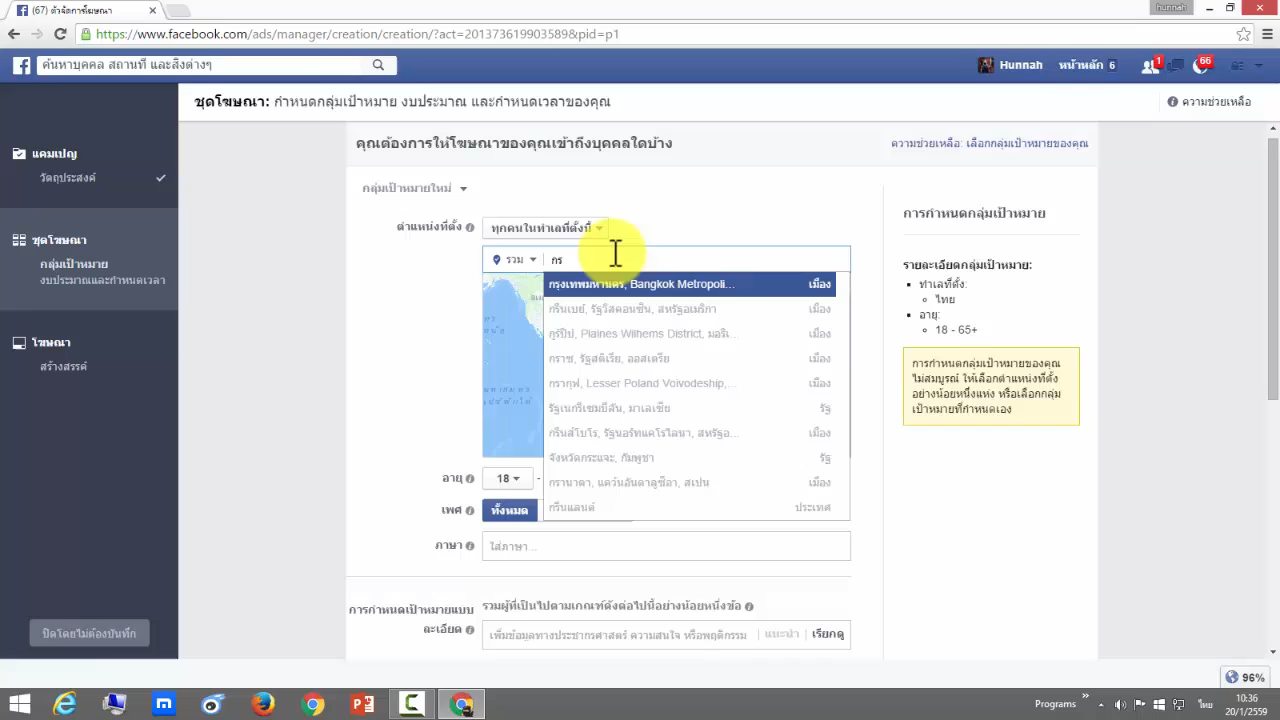 (67) ตัวจัดการโฆษณา
hunnah
https://www.facebook.com/ads/manager/creation/creation/?act=2013736199035898&pid=p1
ค้นหาบุคคล สถานที่ และสิ่งต่างๆ
Hunnah
หน้าหลัก 6
1
66
ชุดโฆษณา: กำหนดกลุ่มเป้าหมาย งบประมาณ และกำหนดเวลาของคุณ
ความช่วยเหลือ
แคมเปญ
วัตถุประสงค์
ชุดโฆษณา
กลุ่มเป้าหมาย
งบประมาณและกำหนดเวลา
โฆษณา
สร้างสรรค์
ปิดโดยไม่ต้องบันทึก
คุณต้องการให้โฆษณาของคุณเข้าถึงบุคคลใดบ้าง
ความช่วยเหลือ: เลือกกลุ่มเป้าหมายของคุณ
กลุ่มเป้าหมายใหม่
ตำแหน่งที่ตั้ง
ทุกคนในทำเลที่ตั้งนี้
รวม
กร
กรุงเทพมหานคร, Bangkok Metropoli... เมือง
กรีนเบย์, รัฐวิสคอนซิน, สหรัฐอเมริกา เมือง
กูร์ปีป, Plaines Wilhems District, มอริเ... เมือง
กราซ, รัฐสติเรีย, ออสเตรีย เมือง
กรากุฟ, Lesser Poland Voivodeship,... เมือง
รัฐเนกรีเซมบีลัน, มาเลเซีย รัฐ
กรีนส์โบโร, รัฐนอร์ทแคโรไลนา, สหรัฐอ... เมือง
จังหวัดกระแจะ, กัมพูชา รัฐ
กรานาดา, แคว้นอันดาลูซีอา, สเปน เมือง
กรีนแลนด์ ประเทศ
อายุ
18
-
เพศ
ทั้งหมด
ภาษา
ใส่ภาษา...
การกำหนดเป้าหมายแบบละเอียด
รวมผู้ที่เป็นไปตามเกณฑ์ดังต่อไปนี้อย่างน้อยหนึ่งข้อ
เพิ่มข้อมูลทางประชากรศาสตร์ ความสนใจ หรือพฤติกรรม
แนะนำ
เรียกดู
การกำหนดกลุ่มเป้าหมาย
รายละเอียดกลุ่มเป้าหมาย:
ทำเลที่ตั้ง:
ไทย
อายุ:
18 - 65+
การกำหนดกลุ่มเป้าหมายของคุณ
ไม่สมบูรณ์ ให้เลือกตำแหน่งที่ตั้ง
อย่างน้อยหนึ่งแห่ง หรือเลือกกลุ่ม
เป้าหมายที่กำหนดเอง
96%
Programs
ไทย
10:36
20/1/2559